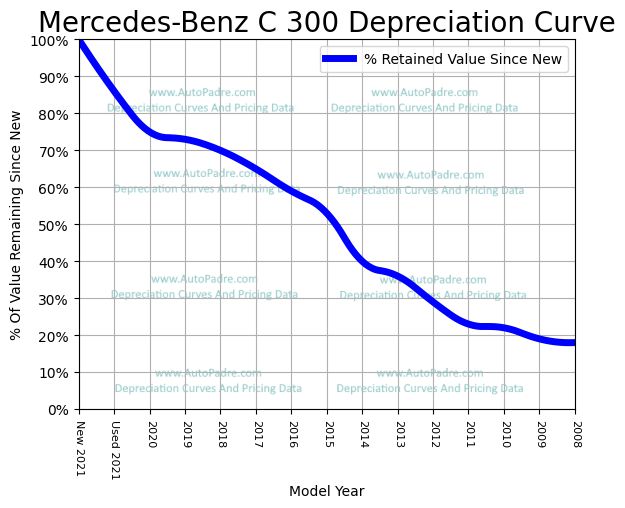 Mercedes-Benz C 300 Depreciation Curve
% Retained Value Since New
% Of Value Remaining Since New
100%
90%
80%
70%
60%
50%
40%
30%
20%
10%
0%
www.AutoPadre.com
Depreciation Curves And Pricing Data
www.AutoPadre.com
Depreciation Curves And Pricing Data
www.AutoPadre.com
Depreciation Curves And Pricing Data
www.AutoPadre.com
Depreciation Curves And Pricing Data
www.AutoPadre.com
Depreciation Curves And Pricing Data
www.AutoPadre.com
Depreciation Curves And Pricing Data
www.AutoPadre.com
Depreciation Curves And Pricing Data
www.AutoPadre.com
Depreciation Curves And Pricing Data
New 2021
Used 2021
2020
2019
2018
2017
2016
2015
2014
2013
2012
2011
2010
2009
2008
Model Year